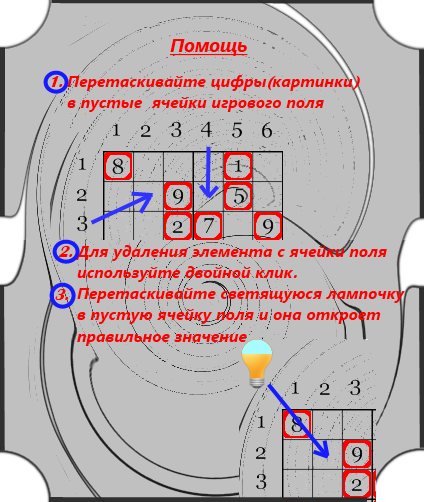 Помощь
1. Перетаскивайте цифры(картинки)
в пустые ячейки игрового поля
1 2 3 4 5 6
1 8 1
2 9 5
3 2 7 9
2. Для удаления элемента с ячейки поля
используйте двойной клик.
3. Перетаскивайте светящуюся лампочку
в пустую ячейку поля и она откроет
правильное значение
1 2 3
1 8
2 9
3 2